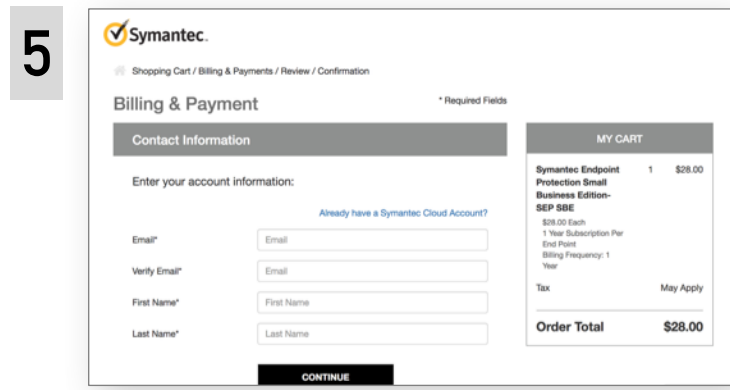 5
Symantec.
Shopping Cart / Billing & Payments / Review / Confirmation
Billing & Payment
* Required Fields
Contact Information
Enter your account information:
Already have a Symantec Cloud Account?
Email*
Email
Verify Email*
Email
First Name*
First Name
Last Name*
Last Name
CONTINUE
MY CART
Symantec Endpoint 1 $28.00
Protection Small
Business Edition-
SEP SBE
$28.00 Each
1 Year Subscription Per
End Point
Billing Frequency: 1
Year
Tax May Apply
Order Total $28.00